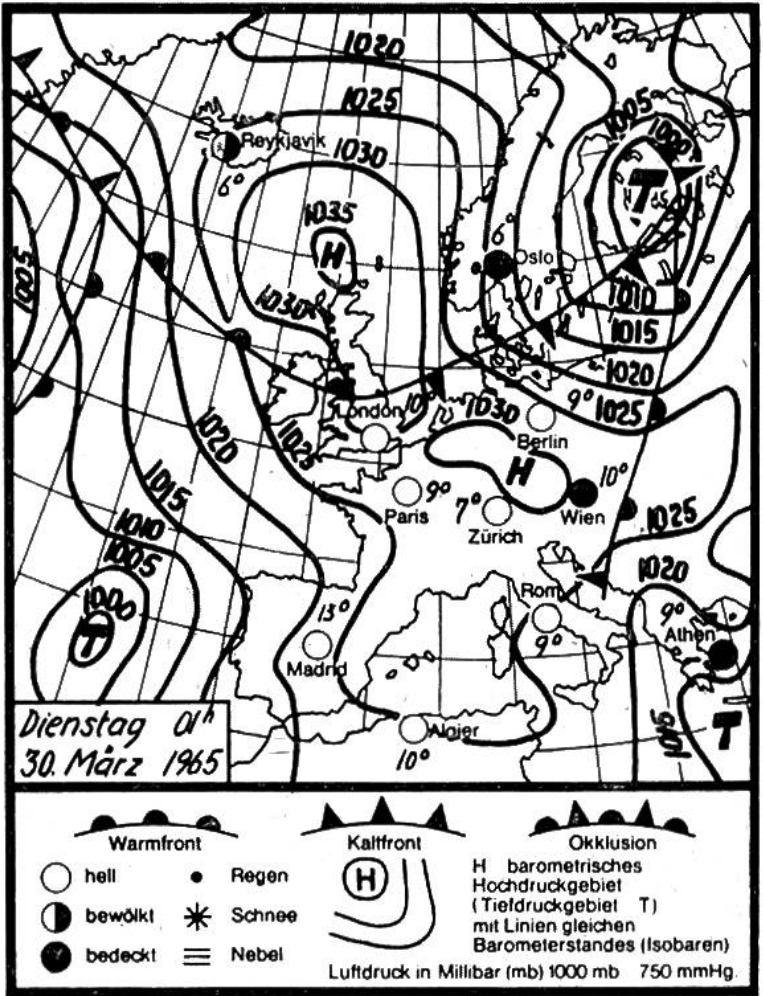 1020
1025
1005
1000
Reykjavik
1030
6°
1035
T
H
6°
Oslo
1005
1030
1010
1015
1020
London
10°
1030
9°
1025
Berlin
1020
1025
H
10°
9°
Paris
7°
Zürich
Wien
1015
1025
1010
1005
1020
1000
Rom
9°
13°
9°
Athen
T
Madrid
Algier
10°
1015
T
Dienstag 01h
30. März 1965
Warmfront
Kaltfront
Okklusion
hell
Regen
bewölkt
Schnee
bedeckt
Nebel
H
H barometrisches
Hochdruckgebiet
(Tiefdruckgebiet T)
mit Linien gleichen
Barometerstandes (Isobaren)
Luftdruck in Millibar (mb) 1000 mb 750 mmHg.